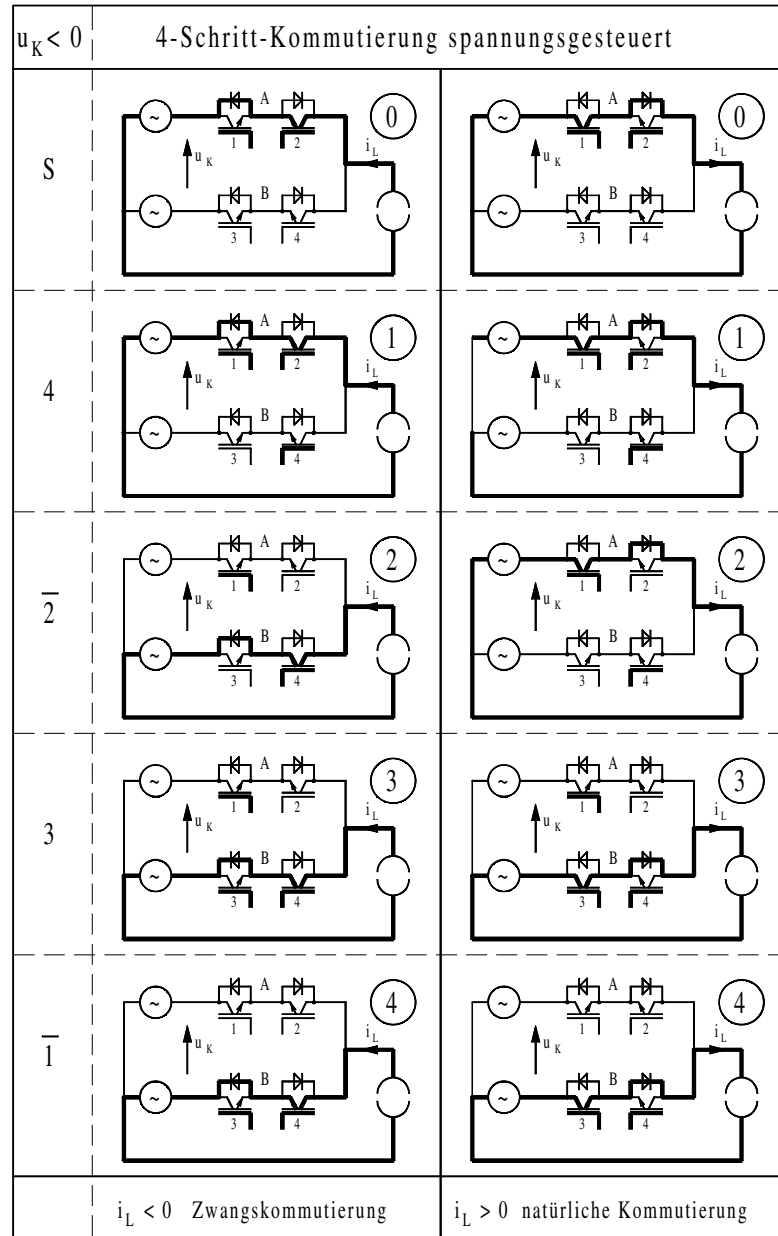 u_K < 0 4-Schritt-Kommutierung spannungsgesteuert
S
~ A 1 2 0
u_K i_L
~ B 3 4
~ A 1 2 0
u_K i_L
~ B 3 4
4
~ A 1 2 1
u_K i_L
~ B 3 4
~ A 1 2 1
u_K i_L
~ B 3 4
2̅
~ A 1 2 2
u_K i_L
~ B 3 4
~ A 1 2 2
u_K i_L
~ B 3 4
3
~ A 1 2 3
u_K i_L
~ B 3 4
~ A 1 2 3
u_K i_L
~ B 3 4
1̅
~ A 1 2 4
u_K i_L
~ B 3 4
~ A 1 2 4
u_K i_L
~ B 3 4
i_L < 0 Zwangskommutierung
i_L > 0 natürliche Kommutierung